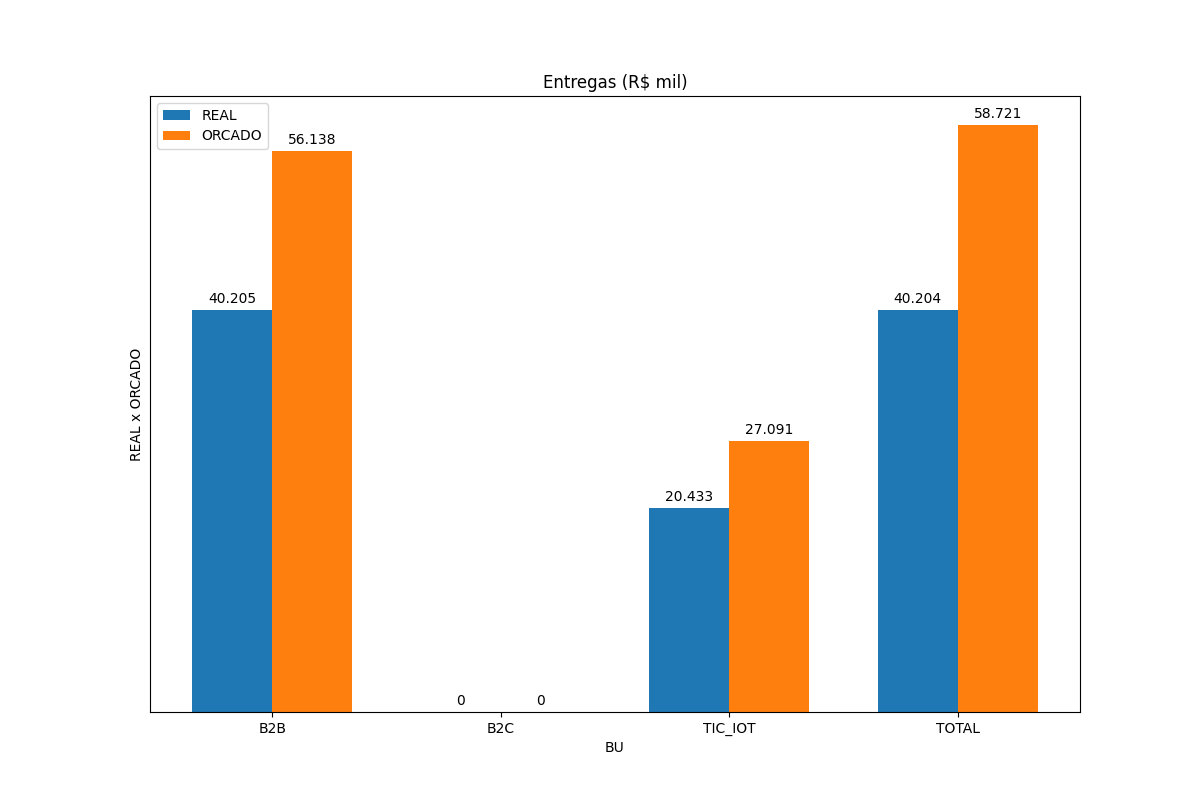 Entregas (R$ mil)
REAL
ORCADO
56.138
58.721
40.205
40.204
27.091
20.433
0 0
REAL x ORCADO
B2B B2C TIC_IOT TOTAL
BU